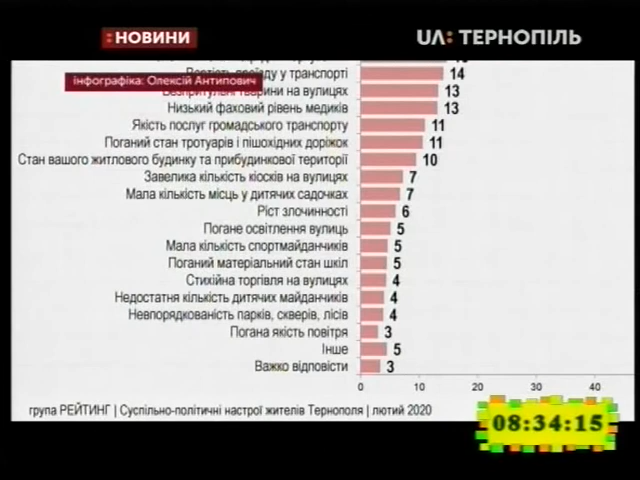 :НОВИНИ
UA: ТЕРНОПІЛЬ
інфографіка: Олексій Антипович
Вартість проїзду у транспорті 14
Безпритульні тварини на вулицях 13
Низький фаховий рівень медиків 13
Якість послуг громадського транспорту 11
Поганий стан тротуарів і пішохідних доріжок 11
Стан вашого житлового будинку та прибудинкової території 10
Завелика кількість кіосків на вулицях 7
Мала кількість місць у дитячих садочках 7
Ріст злочинності 6
Погане освітлення вулиць 5
Мала кількість спортмайданчиків 5
Поганий матеріальний стан шкіл 5
Стихійна торгівля на вулицях 4
Недостатня кількість дитячих майданчиків 4
Невпорядкованість парків, скверів, лісів 4
Погана якість повітря 3
Інше 5
Важко відповісти 3
0 10 20 30 40
група РЕЙТИНГ | Суспільно-політичні настрої жителів Тернополя | лютий 2020
08:34:15